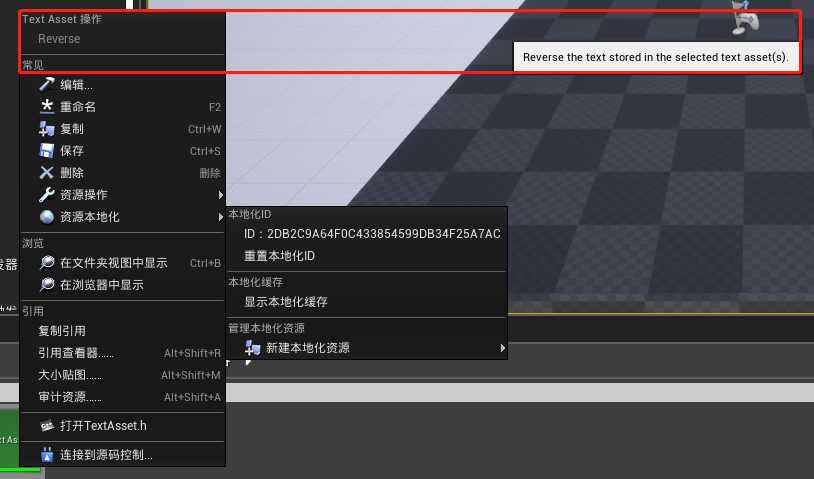 Text Asset 操作
Reverse
Reverse the text stored in the selected text asset(s).
常见
编辑...
重命名 F2
复制 Ctrl+W
保存 Ctrl+S
删除 删除
资源操作
资源本地化
本地化ID
ID：2DB2C9A64F0C433854599DB34F25A7AC
重置本地化ID
本地化缓存
显示本地化缓存
管理本地化资源
新建本地化资源
浏览
在文件夹视图中显示 Ctrl+B
在浏览器中显示
引用
复制引用
引用查看器...... Alt+Shift+R
大小贴图...... Alt+Shift+M
审计资源...... Alt+Shift+A
打开TextAsset.h
连接到源码控制...